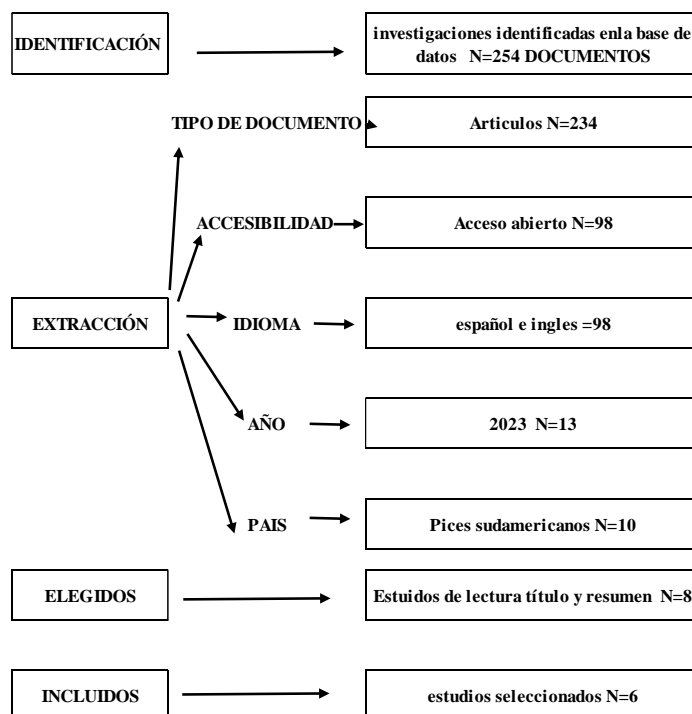 IDENTIFICACIÓN
investigaciones identificadas enla base de
datos N=254 DOCUMENTOS
TIPO DE DOCUMENTO
Articulos N=234
ACCESIBILIDAD
Acceso abierto N=98
EXTRACCIÓN
IDIOMA
español e ingles =98
AÑO
2023 N=13
PAIS
Pices sudamericanos N=10
ELEGIDOS
Estuidos de lectura título y resumen N=8
INCLUIDOS
estudios seleccionados N=6